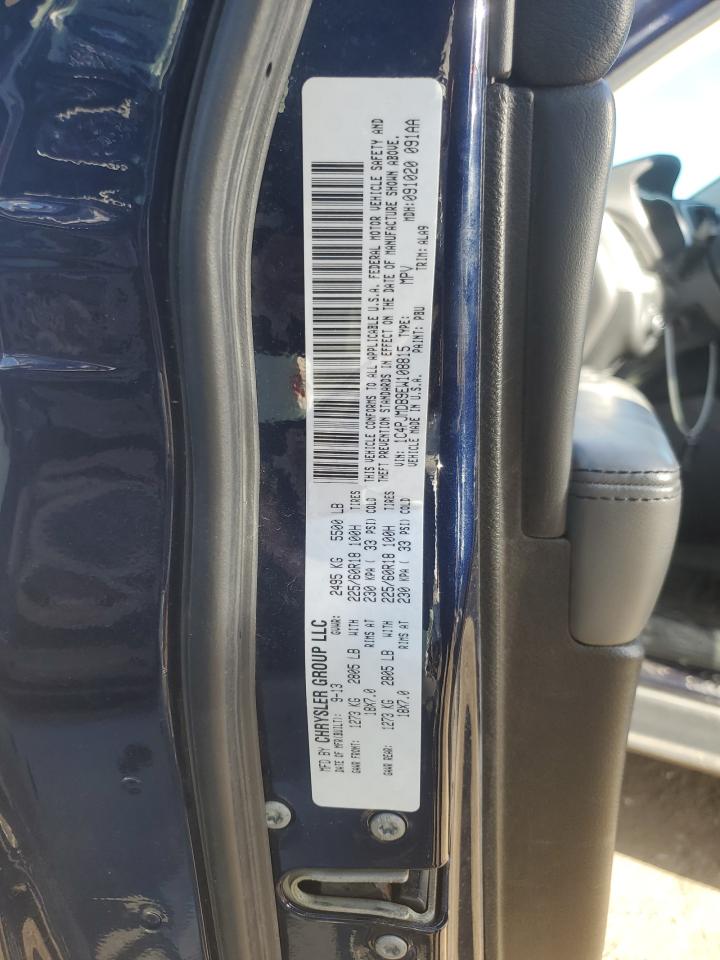 MFD BY CHRYSLER GROUP LLC
DATE OF MFR(BUILT): 9-13 GVWR: 2495 KG 5500 LB
GAWR FRONT: 1273 KG 2805 LB WITH 225/60R18 100H TIRES
18X7.0 RIMS AT 230 KPA ( 33 PSI) COLD
GAWR REAR: 1273 KG 2805 LB WITH 225/60R18 100H TIRES
18X7.0 RIMS AT 230 KPA ( 33 PSI) COLD
THIS VEHICLE CONFORMS TO ALL APPLICABLE U.S.A. FEDERAL MOTOR VEHICLE SAFETY AND
THEFT PREVENTION STANDARDS IN EFFECT ON THE DATE OF MANUFACTURE SHOWN ABOVE.
VIN: 1C4PJMDB9EW108815 TYPE: MPV MDH:091020 091AA
VEHICLE MADE IN U.S.A. PAINT: PBU TRIM:ALA9